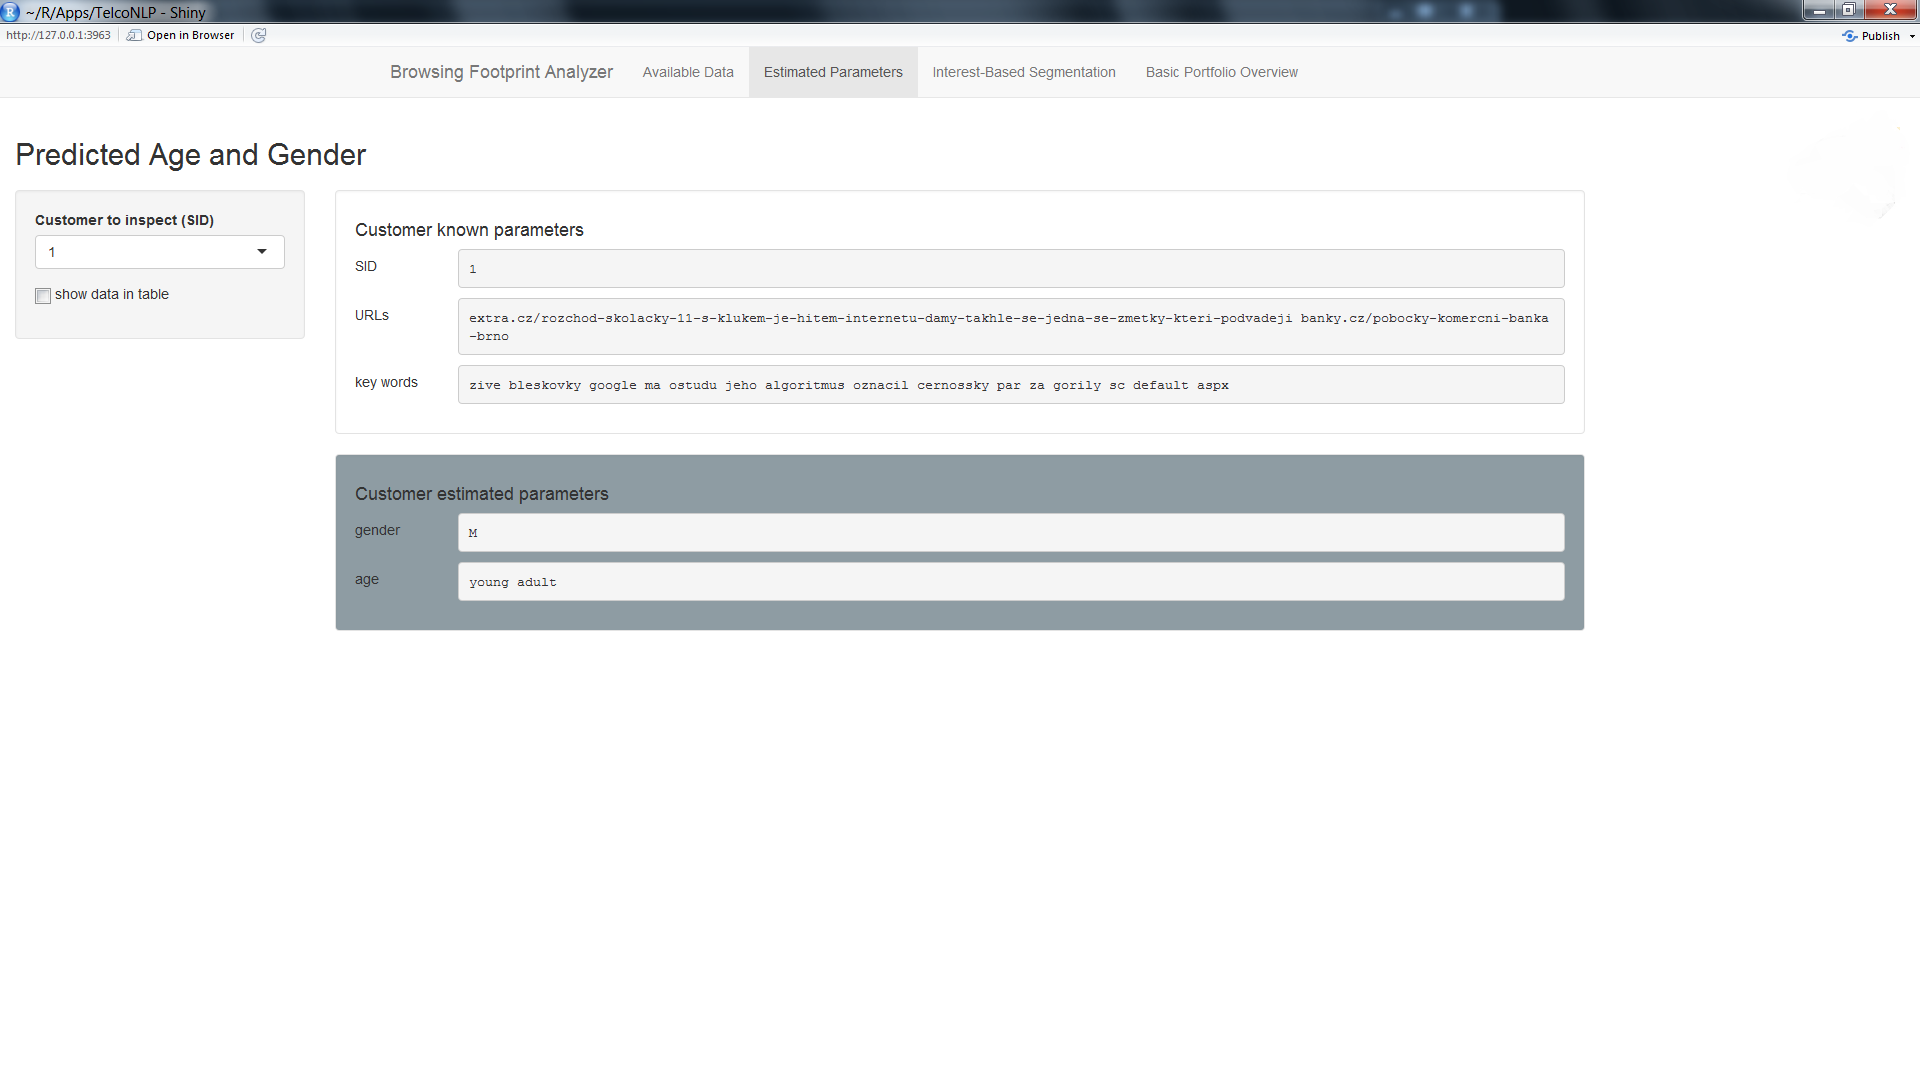 ~/R/Apps/TelcoNLP - Shiny
http://127.0.0.1:3963 Open in Browser Publish
Browsing Footprint Analyzer Available Data Estimated Parameters Interest-Based Segmentation Basic Portfolio Overview
Predicted Age and Gender
Customer to inspect (SID)
1
show data in table
Customer known parameters
SID 1
URLs extra.cz/rozchod-skolacky-11-s-klukem-je-hitem-internetu-damy-takhle-se-jedna-se-zmetky-kteri-podvadeji banky.cz/pobocky-komercni-banka
-brno
key words zive bleskovky google ma ostudu jeho algoritmus oznacil cernossky par za gorily sc default aspx
Customer estimated parameters
gender M
age young adult